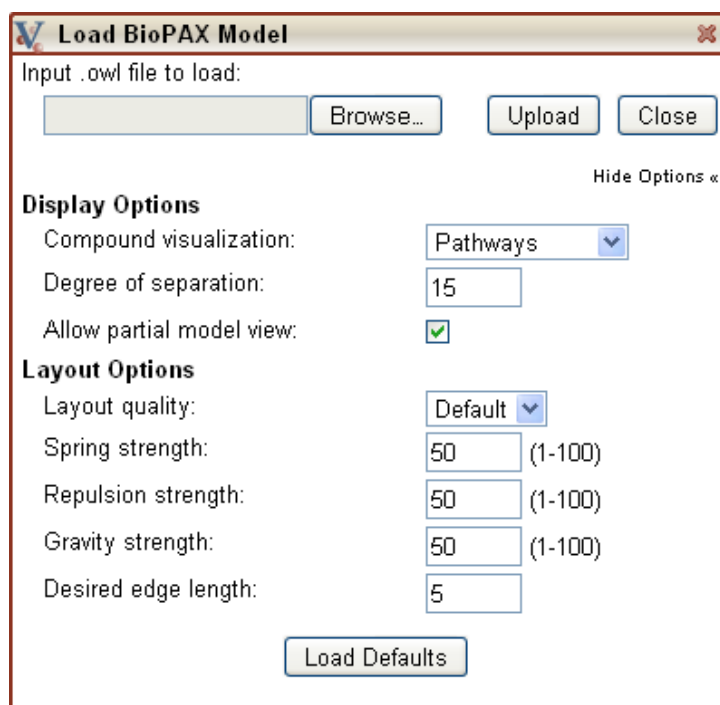 Load BioPAX Model
Input .owl file to load:
Browse... Upload Close
Hide Options «
Display Options
Compound visualization: Pathways
Degree of separation: 15
Allow partial model view:
Layout Options
Layout quality: Default
Spring strength: 50 (1-100)
Repulsion strength: 50 (1-100)
Gravity strength: 50 (1-100)
Desired edge length: 5
Load Defaults